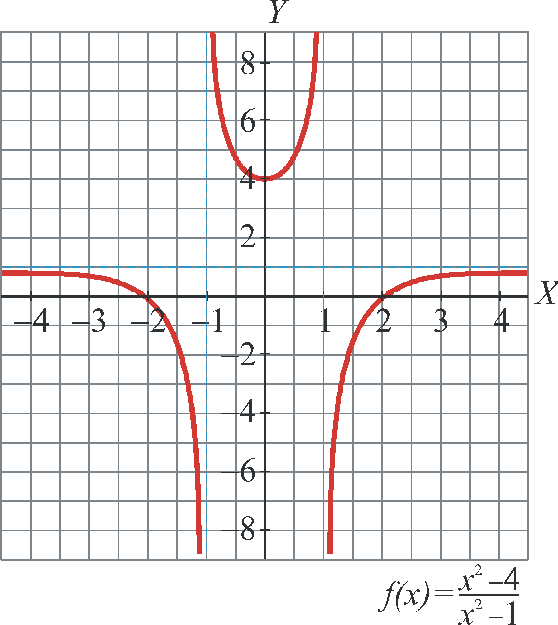 Y
8
6
4
2
–4 –3 –2 –1 1 2 3 4 X
–2
–4
–6
–8
f(x) = x² –4 / x² –1